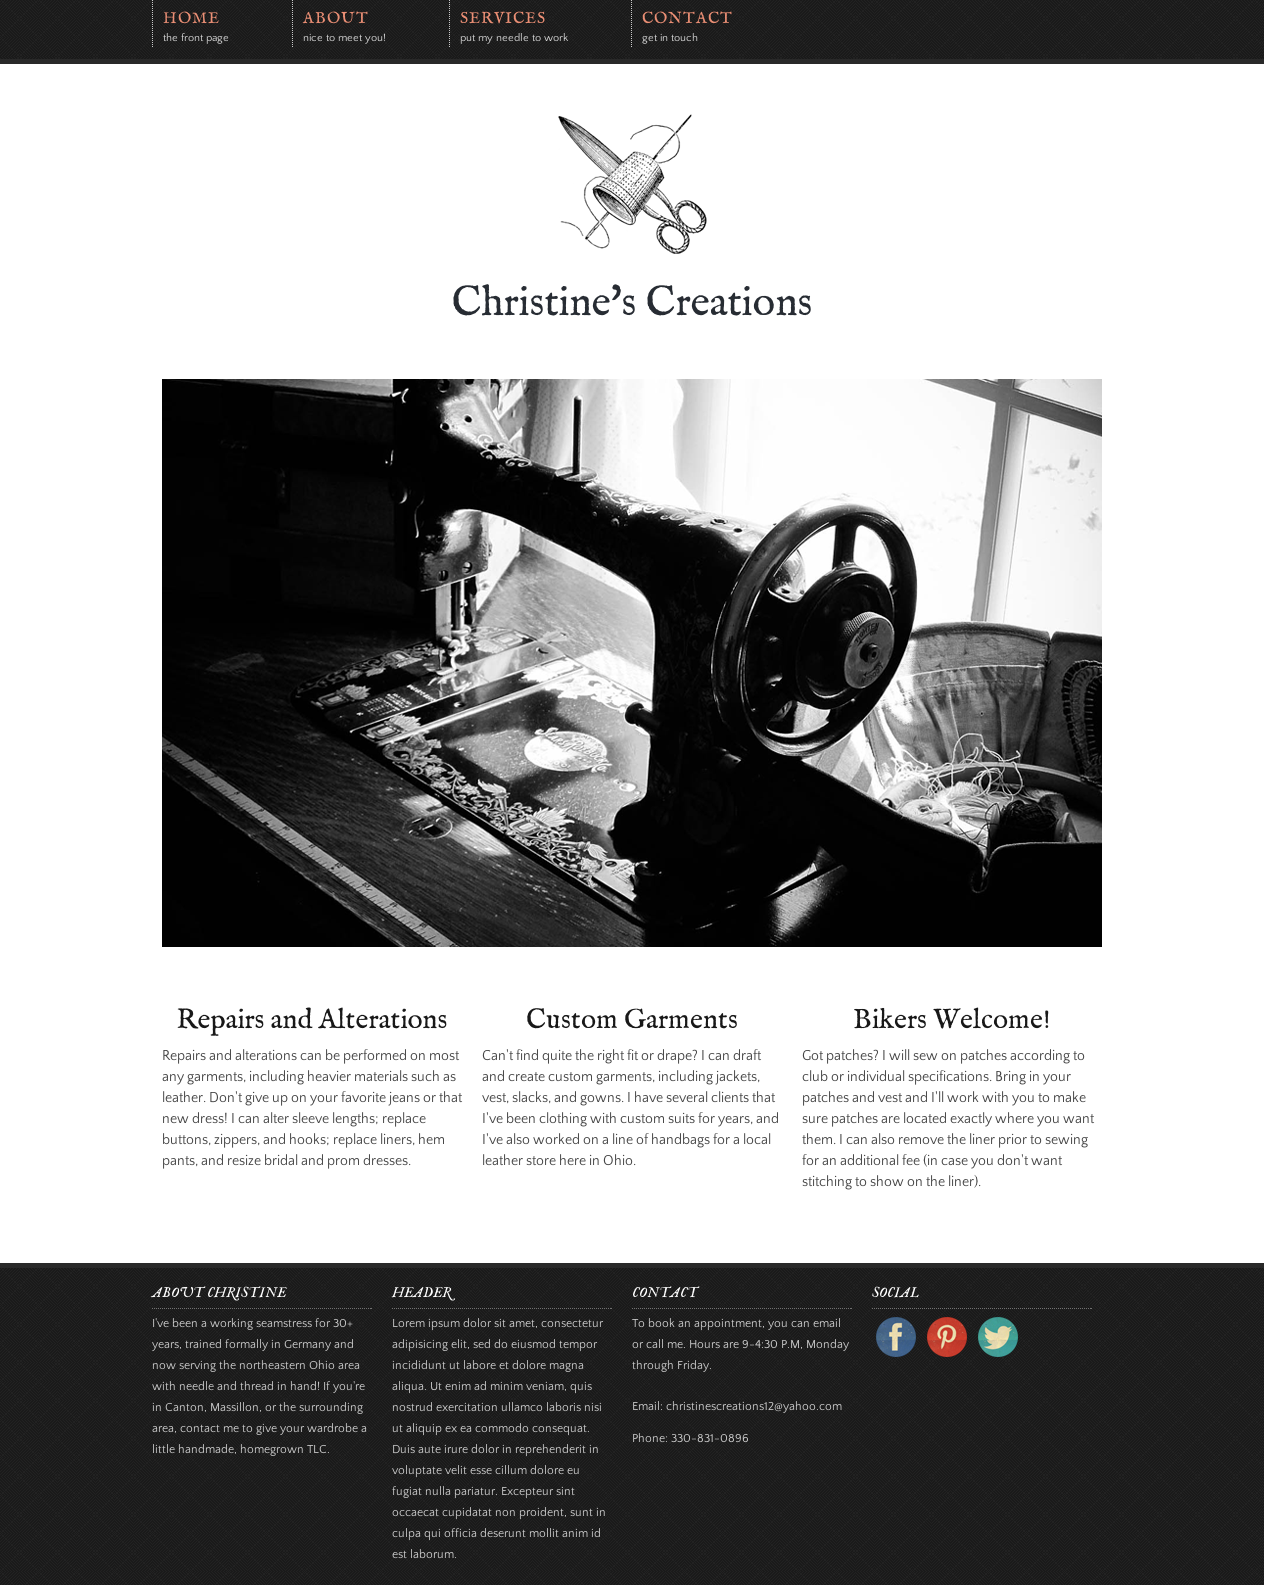 HOME
the front page
ABOUT
nice to meet you!
SERVICES
put my needle to work
CONTACT
get in touch
Christine's Creations
Repairs and Alterations
Repairs and alterations can be performed on most
any garments, including heavier materials such as
leather. Don't give up on your favorite jeans or that
new dress! I can alter sleeve lengths; replace
buttons, zippers, and hooks; replace liners, hem
pants, and resize bridal and prom dresses.
Custom Garments
Can't find quite the right fit or drape? I can draft
and create custom garments, including jackets,
vest, slacks, and gowns. I have several clients that
I've been clothing with custom suits for years, and
I've also worked on a line of handbags for a local
leather store here in Ohio.
Bikers Welcome!
Got patches? I will sew on patches according to
club or individual specifications. Bring in your
patches and vest and I'll work with you to make
sure patches are located exactly where you want
them. I can also remove the liner prior to sewing
for an additional fee (in case you don't want
stitching to show on the liner).
ABOUT CHRISTINE
I've been a working seamstress for 30+
years, trained formally in Germany and
now serving the northeastern Ohio area
with needle and thread in hand! If you're
in Canton, Massillon, or the surrounding
area, contact me to give your wardrobe a
little handmade, homegrown TLC.
HEADER
Lorem ipsum dolor sit amet, consectetur
adipisicing elit, sed do eiusmod tempor
incididunt ut labore et dolore magna
aliqua. Ut enim ad minim veniam, quis
nostrud exercitation ullamco laboris nisi
ut aliquip ex ea commodo consequat.
Duis aute irure dolor in reprehenderit in
voluptate velit esse cillum dolore eu
fugiat nulla pariatur. Excepteur sint
occaecat cupidatat non proident, sunt in
culpa qui officia deserunt mollit anim id
est laborum.
CONTACT
To book an appointment, you can email
or call me. Hours are 9-4:30 P.M, Monday
through Friday.
Email: christinescreations12@yahoo.com
Phone: 330-831-0896
SOCIAL